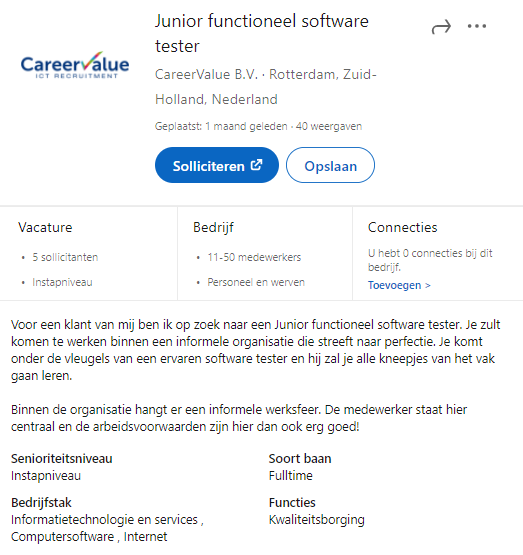 Junior functioneel software
tester
CareerValue
ICT RECRUITMENT
CareerValue B.V. · Rotterdam, Zuid-
Holland, Nederland
Geplaatst: 1 maand geleden · 40 weergaven
Solliciteren
Opslaan
Vacature
• 5 sollicitanten
• Instapniveau
Bedrijf
• 11-50 medewerkers
• Personeel en werven
Connecties
U hebt 0 connecties bij dit
bedrijf.
Toevoegen >
Voor een klant van mij ben ik op zoek naar een Junior functioneel software tester. Je zult
komen te werken binnen een informele organisatie die streeft naar perfectie. Je komt
onder de vleugels van een ervaren software tester en hij zal je alle kneepjes van het vak
gaan leren.
Binnen de organisatie hangt er een informele werksfeer. De medewerker staat hier
centraal en de arbeidsvoorwaarden zijn hier dan ook erg goed!
Senioriteitsniveau
Instapniveau
Soort baan
Fulltime
Bedrijfstak
Informatietechnologie en services ,
Computersoftware , Internet
Functies
Kwaliteitsborging